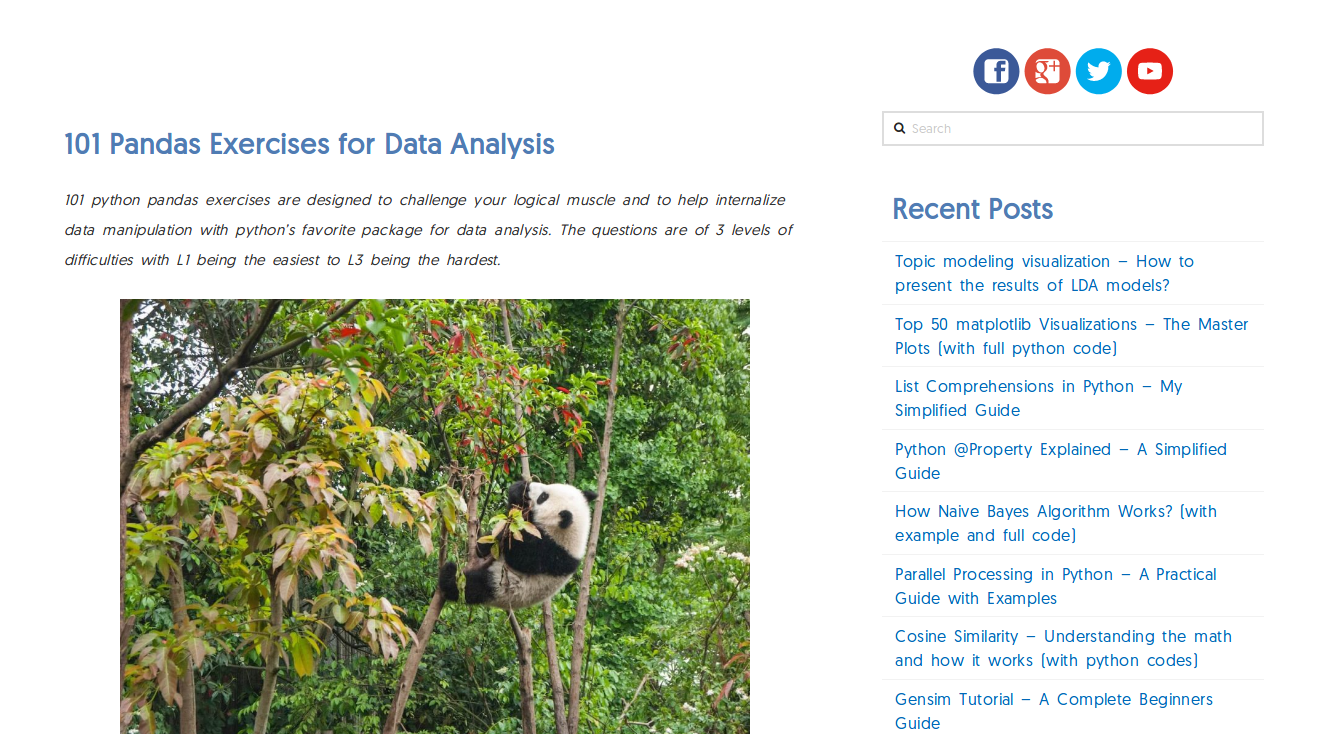 101 Pandas Exercises for Data Analysis
101 python pandas exercises are designed to challenge your logical muscle and to help internalize
data manipulation with python's favorite package for data analysis. The questions are of 3 levels of
difficulties with L1 being the easiest to L3 being the hardest.
Search
Recent Posts
Topic modeling visualization – How to
present the results of LDA models?
Top 50 matplotlib Visualizations – The Master
Plots (with full python code)
List Comprehensions in Python – My
Simplified Guide
Python @Property Explained – A Simplified
Guide
How Naive Bayes Algorithm Works? (with
example and full code)
Parallel Processing in Python – A Practical
Guide with Examples
Cosine Similarity – Understanding the math
and how it works (with python codes)
Gensim Tutorial – A Complete Beginners
Guide